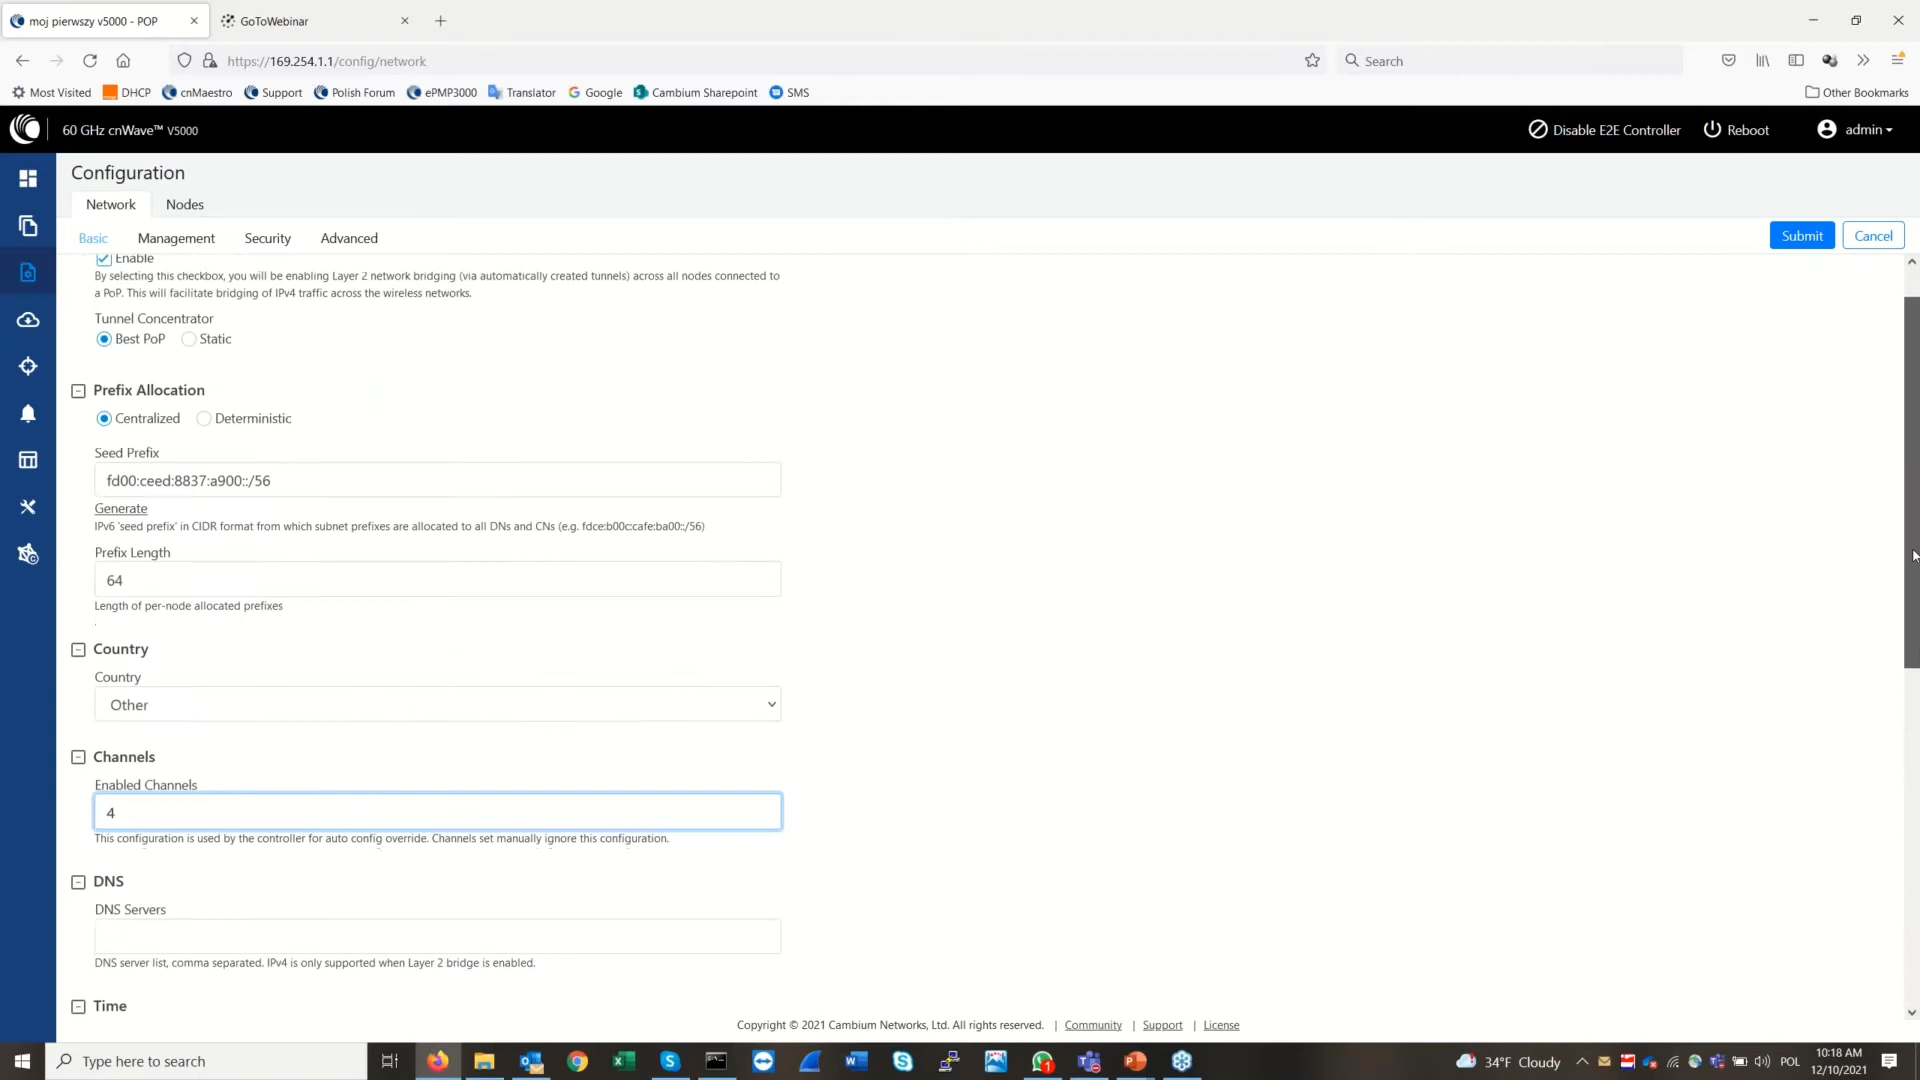 moj pierwszy v5000 - POP
GoToWebinar
https://169.254.1.1/config/network
Search
Most Visited
DHCP
cnMaestro
Support
Polish Forum
ePMP3000
Translator
Google
Cambium Sharepoint
SMS
Other Bookmarks
60 GHz cnWave™ V5000
Disable E2E Controller
Reboot
admin
Configuration
Network
Nodes
Basic
Management
Security
Advanced
Submit
Cancel
Enable
By selecting this checkbox, you will be enabling Layer 2 network bridging (via automatically created tunnels) across all nodes connected to
a PoP. This will facilitate bridging of IPv4 traffic across the wireless networks.
Tunnel Concentrator
Best PoP
Static
Prefix Allocation
Centralized
Deterministic
Seed Prefix
fd00:ceed:8837:a900::/56
Generate
IPv6 'seed prefix' in CIDR format from which subnet prefixes are allocated to all DNs and CNs (e.g. fdce:b00c:cafe:ba00::/56)
Prefix Length
64
Length of per-node allocated prefixes
Country
Country
Other
Channels
Enabled Channels
4
This configuration is used by the controller for auto config override. Channels set manually ignore this configuration.
DNS
DNS Servers
DNS server list, comma separated. IPv4 is only supported when Layer 2 bridge is enabled.
Time
Copyright © 2021 Cambium Networks, Ltd. All rights reserved. | Community | Support | License
Type here to search
34°F Cloudy
POL
10:18 AM
12/10/2021